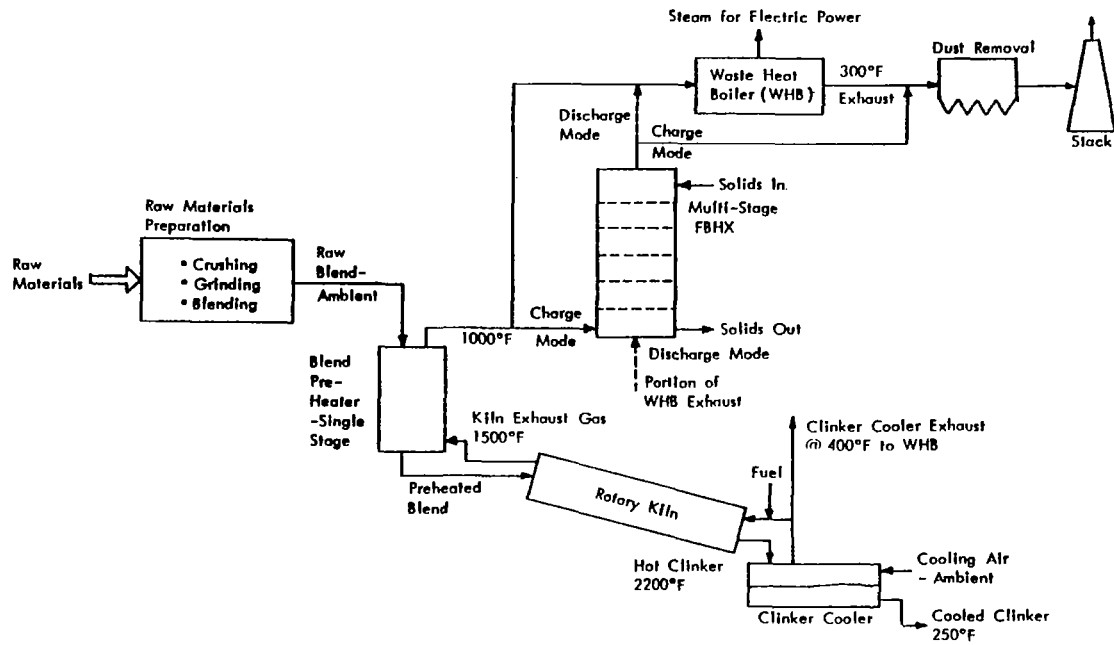 Steam for Electric Power
Waste Heat
Boiler (WHB)
300°F
Exhaust
Dust Removal
Stack
Discharge
Mode
Charge
Mode
Solids In.
Multi-Stage
FBHX
Raw Materials
Preparation
Raw
Materials
• Crushing
• Grinding
• Blending
Raw
Blend-
Ambient
1000°F
Charge
Mode
Solids Out
Discharge Mode
Portion of
WHB Exhaust
Blend
Pre-
Heater
-Single
Stage
Kiln Exhaust Gas
1500°F
Preheated
Blend
Rotary Kiln
Clinker Cooler Exhaust
@ 400°F to WHB
Fuel
Hot Clinker
2200°F
Cooling Air
- Ambient
Clinker Cooler
Cooled Clinker
250°F